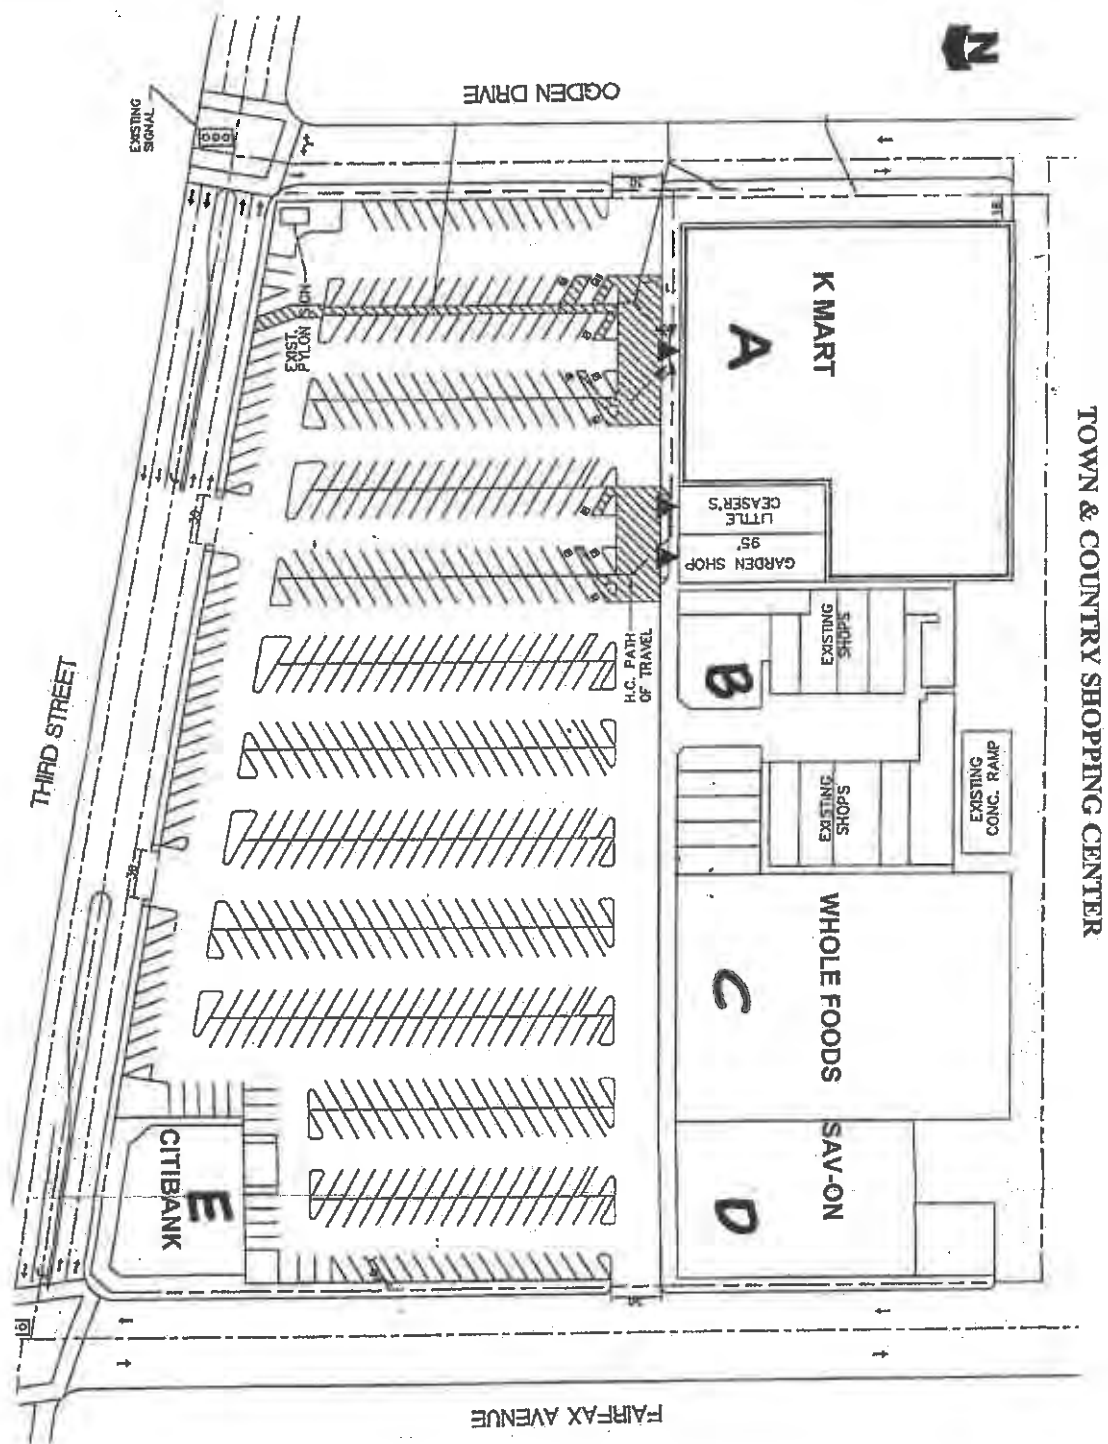 TOWN & COUNTRY SHOPPING CENTER
N
OGDEN DRIVE
EXISTING
SIGNAL
K MART
A
EXIST.
PYLON SIGN
LITTLE
CEASER'S
95'
GARDEN SHOP
H.C. PATH
OF TRAVEL
EXISTING
SHOPS
B
EXISTING
SHOPS
EXISTING
CONC. RAMP
WHOLE FOODS
C
SAV-ON
D
CITIBANK
E
THIRD STREET
FAIRFAX AVENUE